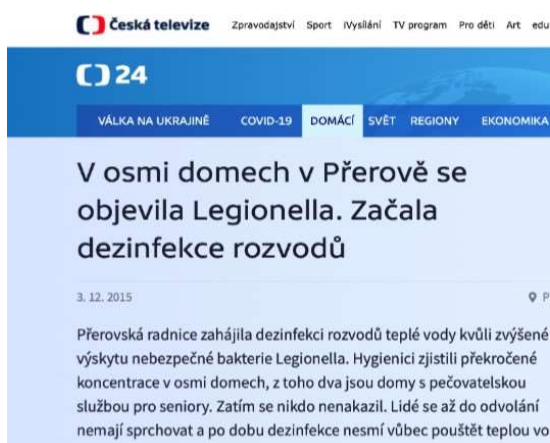 Česká televize Zpravodajství Sport iVysílání TV program Pro děti Art edu
24
VÁLKA NA UKRAJINĚ COVID-19 DOMÁCÍ SVĚT REGIONY EKONOMIKA
V osmi domech v Přerově se
objevila Legionella. Začala
dezinfekce rozvodů
3. 12. 2015 P
Přerovská radnice zahájila dezinfekci rozvodů teplé vody kvůli zvýšené
výskytu nebezpečné bakterie Legionella. Hygienici zjistili překročené
koncentrace v osmi domech, z toho dva jsou domy s pečovatelskou
službou pro seniory. Zatím se nikdo nenakazil. Lidé se až do odvolání
nemají sprchovat a po dobu dezinfekce nesmí vůbec pouštět teplou vo